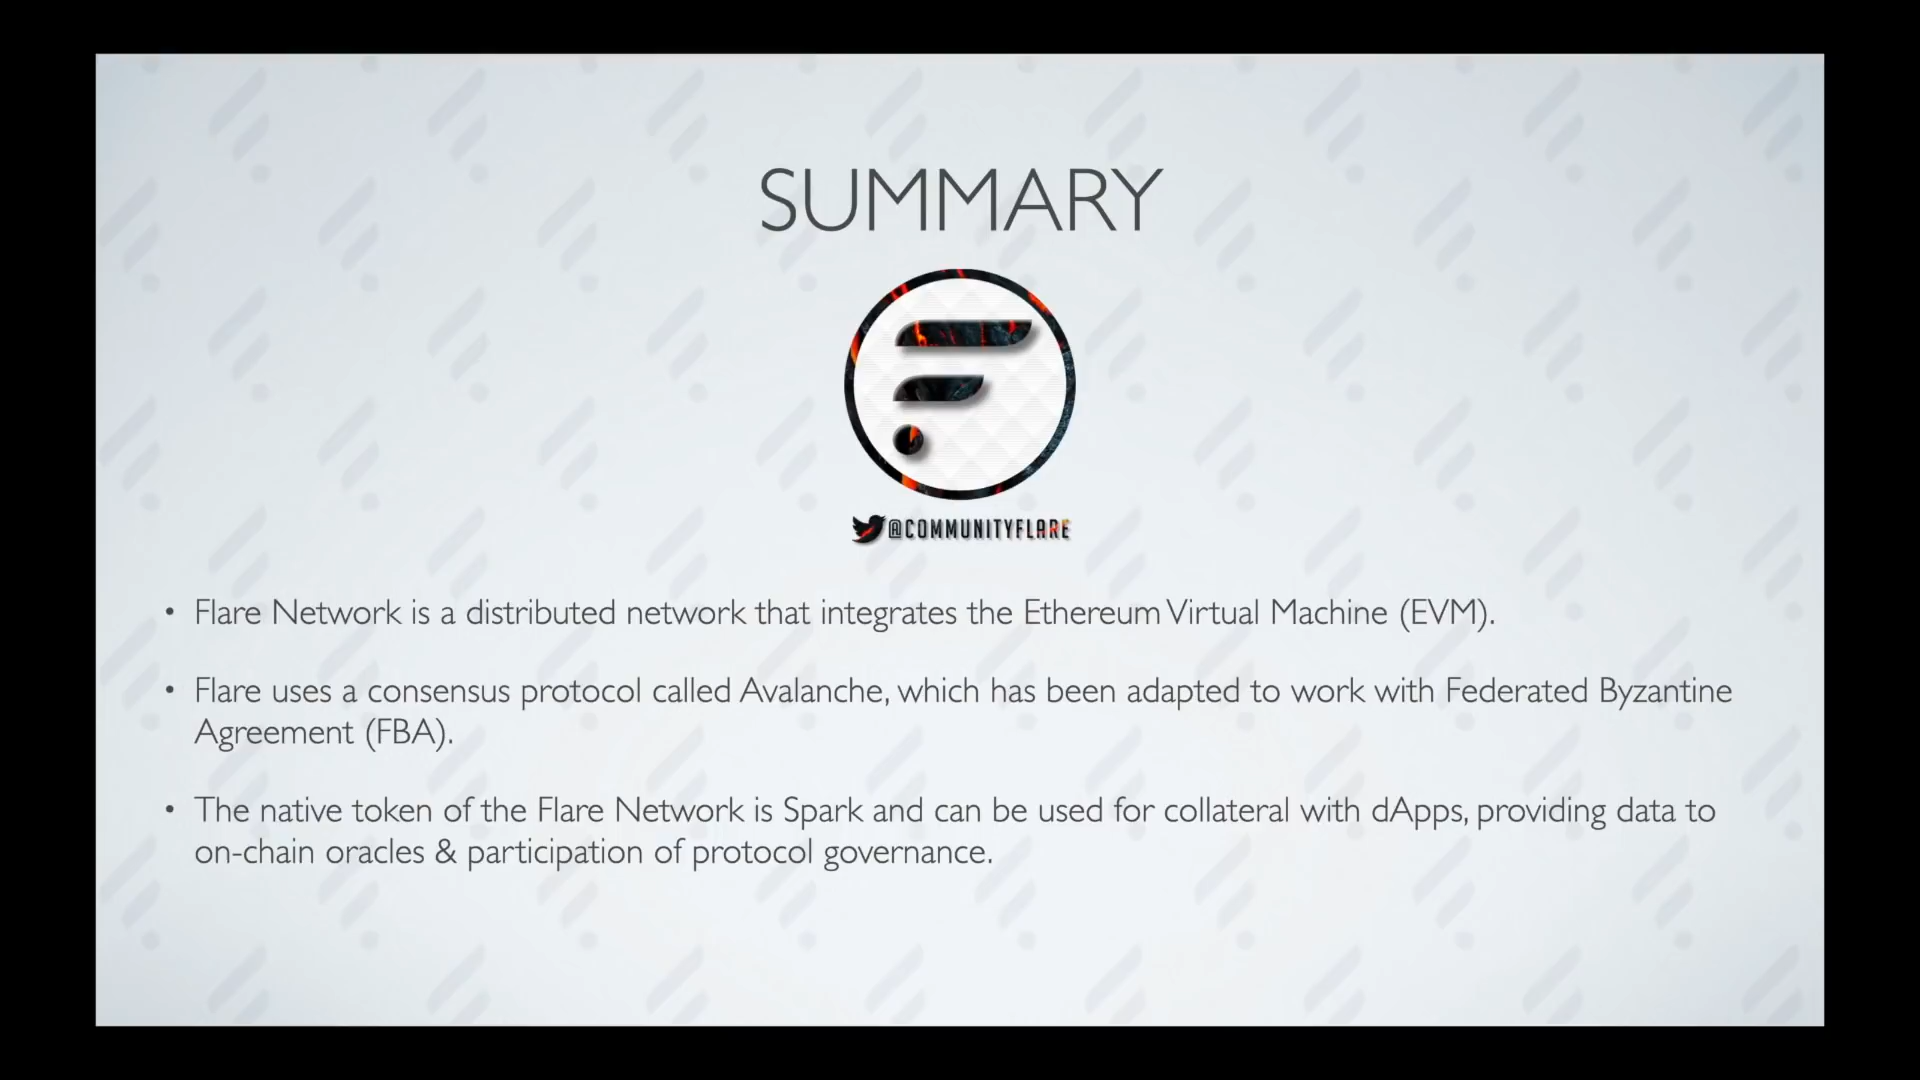 SUMMARY
@COMMUNITYFLARE
• Flare Network is a distributed network that integrates the Ethereum Virtual Machine (EVM).
• Flare uses a consensus protocol called Avalanche, which has been adapted to work with Federated Byzantine
Agreement (FBA).
• The native token of the Flare Network is Spark and can be used for collateral with dApps, providing data to
on-chain oracles & participation of protocol governance.